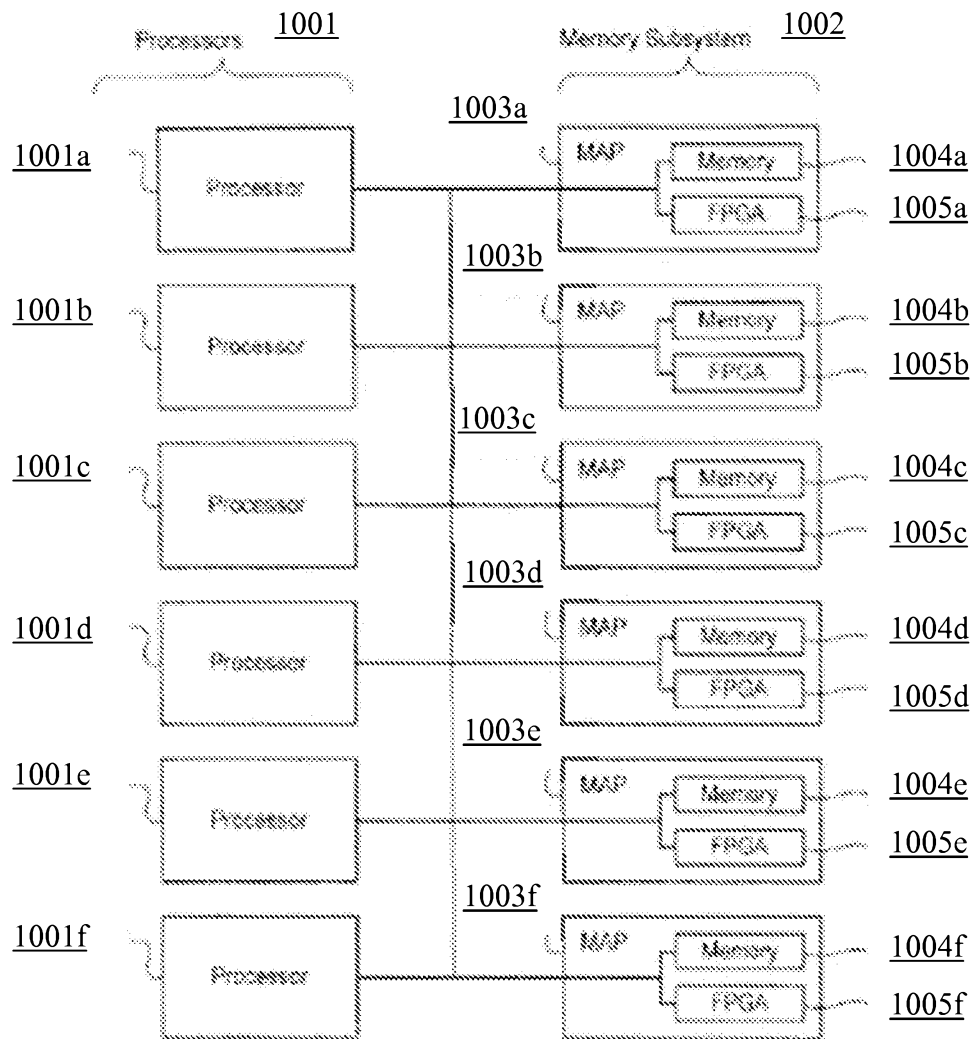 Processors 1001 Memory Subsystem 1002
1003a
1001a Processor MAP Memory 1004a
FPGA 1005a
1003b
1001b Processor MAP Memory 1004b
FPGA 1005b
1003c
1001c Processor MAP Memory 1004c
FPGA 1005c
1003d
1001d Processor MAP Memory 1004d
FPGA 1005d
1003e
1001e Processor MAP Memory 1004e
FPGA 1005e
1003f
1001f Processor MAP Memory 1004f
FPGA 1005f